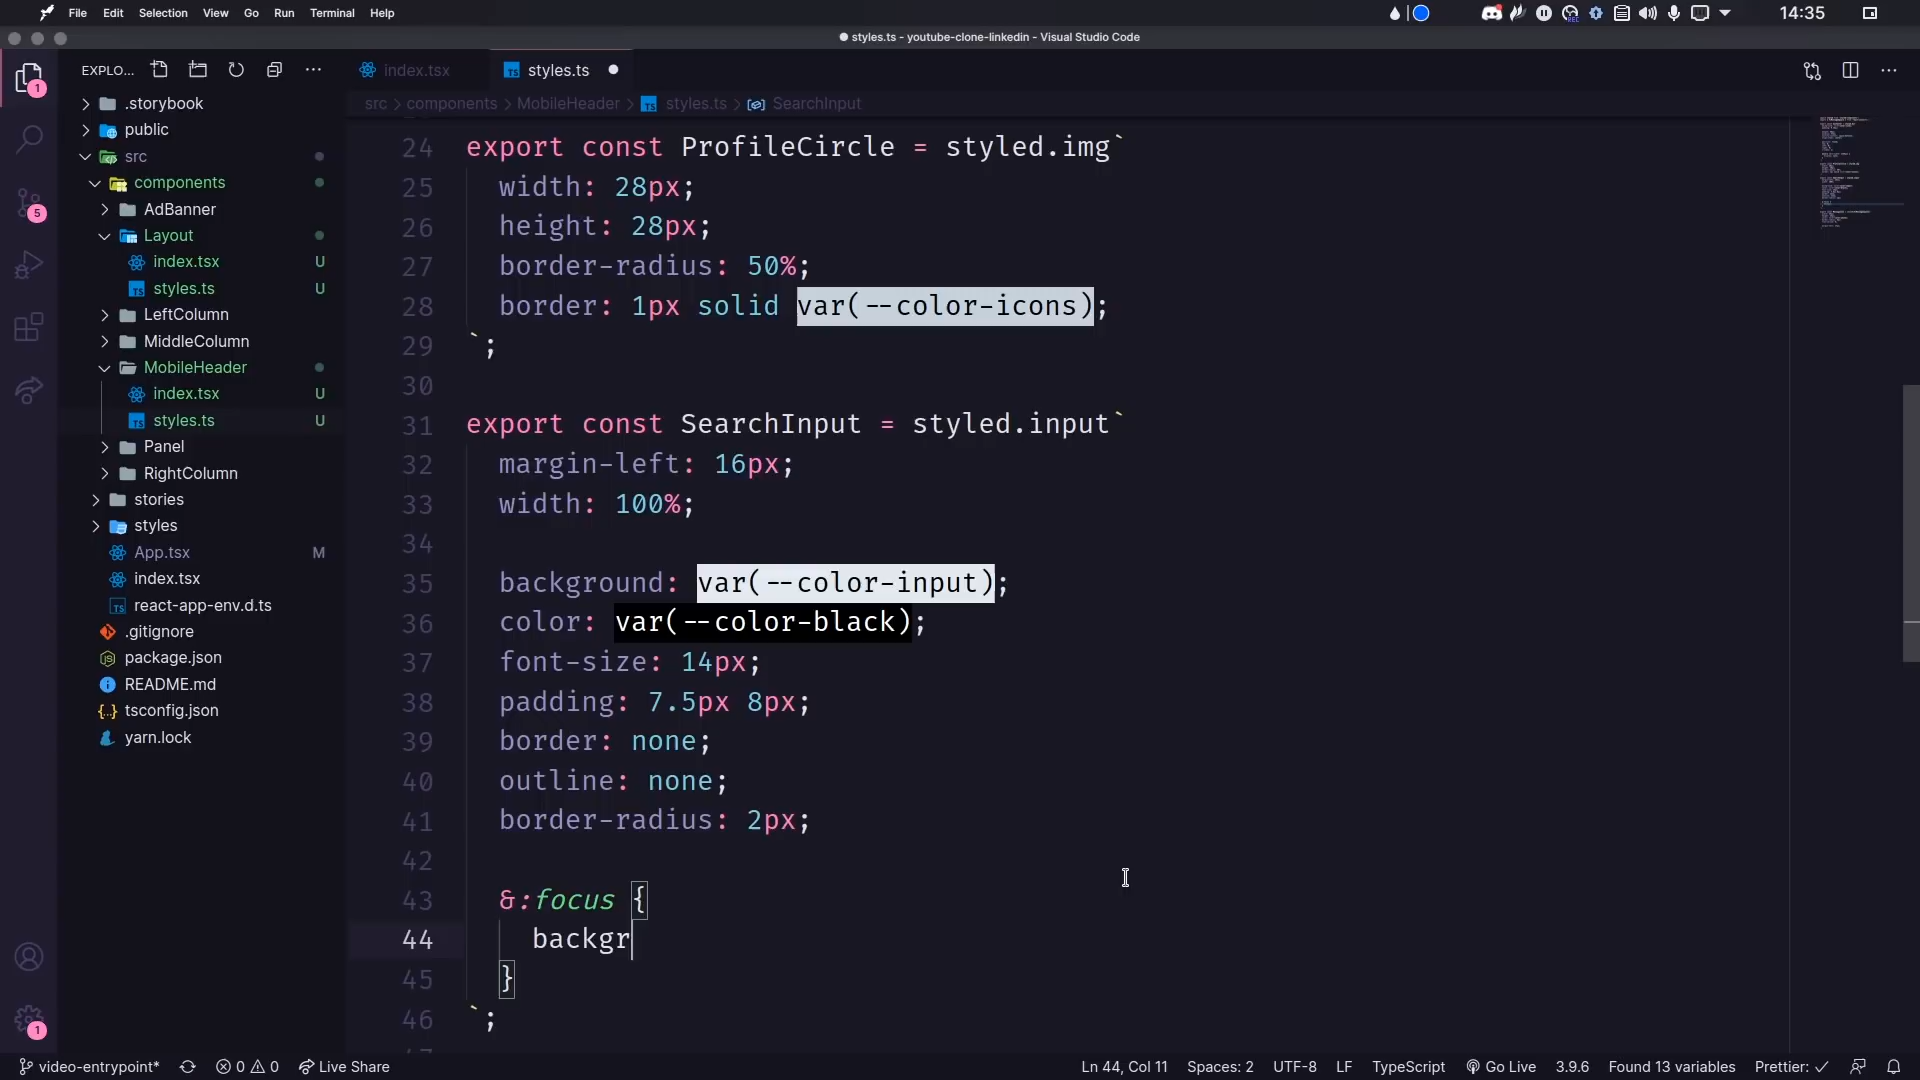 File Edit Selection View Go Run Terminal Help
14:35
styles.ts - youtube-clone-linkedin - Visual Studio Code
EXPLO...
index.tsx
styles.ts
src > components > MobileHeader > styles.ts > SearchInput
1
5
1
.storybook
public
src
components
AdBanner
Layout
index.tsx U
styles.ts U
LeftColumn
MiddleColumn
MobileHeader
index.tsx U
styles.ts U
Panel
RightColumn
stories
styles
App.tsx M
index.tsx
react-app-env.d.ts
.gitignore
package.json
README.md
tsconfig.json
yarn.lock
24 export const ProfileCircle = styled.img`
25 width: 28px;
26 height: 28px;
27 border-radius: 50%;
28 border: 1px solid var(--color-icons);
29 `;
30
31 export const SearchInput = styled.input`
32 margin-left: 16px;
33 width: 100%;
34
35 background: var(--color-input);
36 color: var(--color-black);
37 font-size: 14px;
38 padding: 7.5px 8px;
39 border: none;
40 outline: none;
41 border-radius: 2px;
42
43 &:focus {
44 backgr
45 }
46 `;
video-entrypoint* 0 0 Live Share
Ln 44, Col 11 Spaces: 2 UTF-8 LF TypeScript Go Live 3.9.6 Found 13 variables Prettier: ✓